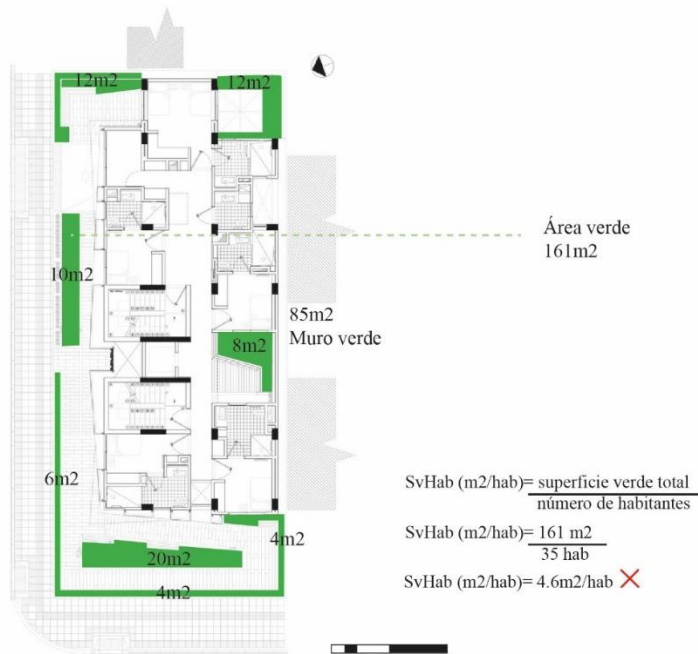 12m2
12m2
Área verde
161m2
10m2
85m2
Muro verde
8m2
6m2
4m2
20m2
4m2
SvHab (m2/hab)= superficie verde total
número de habitantes
SvHab (m2/hab)= 161 m2
35 hab
SvHab (m2/hab)= 4.6m2/hab